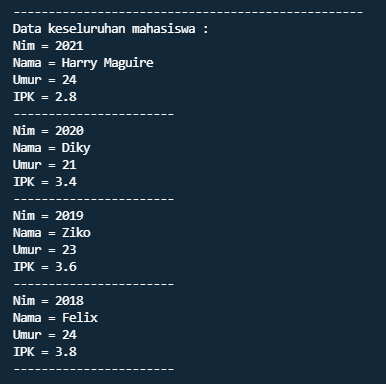 --------------------------------------------------
Data keseluruhan mahasiswa :
Nim = 2021
Nama = Harry Maguire
Umur = 24
IPK = 2.8
-----------------------
Nim = 2020
Nama = Diky
Umur = 21
IPK = 3.4
-----------------------
Nim = 2019
Nama = Ziko
Umur = 23
IPK = 3.6
-----------------------
Nim = 2018
Nama = Felix
Umur = 24
IPK = 3.8
-----------------------